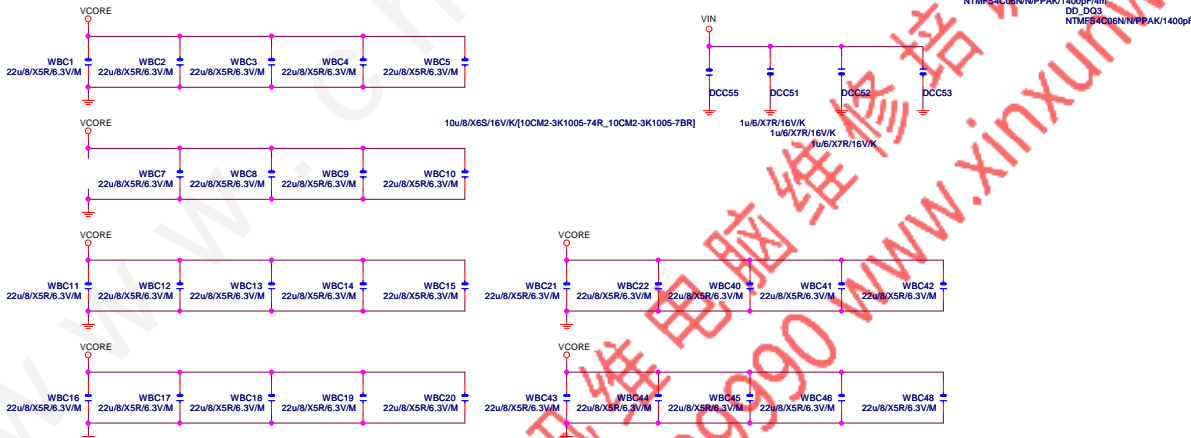 NTMFS4C06N/N/PPAK/1400pF/4m
DD_DQ3
NTMFS4C06N/N/PPAK/1400pF
VCORE
WBC1 WBC2 WBC3 WBC4 WBC5
22u/8/X5R/6.3V/M 22u/8/X5R/6.3V/M 22u/8/X5R/6.3V/M 22u/8/X5R/6.3V/M 22u/8/X5R/6.3V/M
VIN
DCC55 DCC51 DCC52 DCC53
10u/8/X6S/16V/K/[10CM2-3K1005-74R_10CM2-3K1005-7BR]
1u/6/X7R/16V/K
1u/6/X7R/16V/K
1u/6/X7R/16V/K
VCORE
WBC7 WBC8 WBC9 WBC10
22u/8/X5R/6.3V/M 22u/8/X5R/6.3V/M 22u/8/X5R/6.3V/M 22u/8/X5R/6.3V/M
VCORE
WBC11 WBC12 WBC13 WBC14 WBC15
22u/8/X5R/6.3V/M 22u/8/X5R/6.3V/M 22u/8/X5R/6.3V/M 22u/8/X5R/6.3V/M 22u/8/X5R/6.3V/M
VCORE
WBC21 WBC22 WBC40 WBC41 WBC42
22u/8/X5R/6.3V/M 22u/8/X5R/6.3V/M 22u/8/X5R/6.3V/M 22u/8/X5R/6.3V/M 22u/8/X5R/6.3V/M
VCORE
WBC16 WBC17 WBC18 WBC19 WBC20
22u/8/X5R/6.3V/M 22u/8/X5R/6.3V/M 22u/8/X5R/6.3V/M 22u/8/X5R/6.3V/M 22u/8/X5R/6.3V/M
VCORE
WBC43 WBC44 WBC45 WBC46 WBC48
22u/8/X5R/6.3V/M 22u/8/X5R/6.3V/M 22u/8/X5R/6.3V/M 22u/8/X5R/6.3V/M 22u/8/X5R/6.3V/M
维电脑维修培
9990 www.xinxunw
www.ch